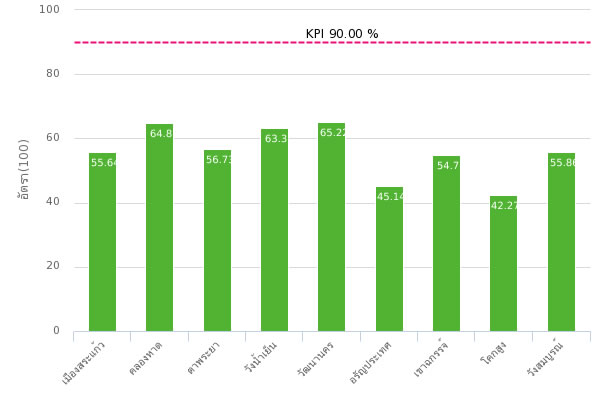 100
KPI 90.00 %
80
60
40
20
0
อัตรา(100)
55.64
64.8
56.73
63.3
65.22
45.14
54.7
42.27
55.86
เมืองสระแก้ว
คลองหาด
ตาพระยา
วังน้ำเย็น
วัฒนานคร
อรัญประเทศ
เขาฉกรรจ์
โคกสูง
วังสมบูรณ์